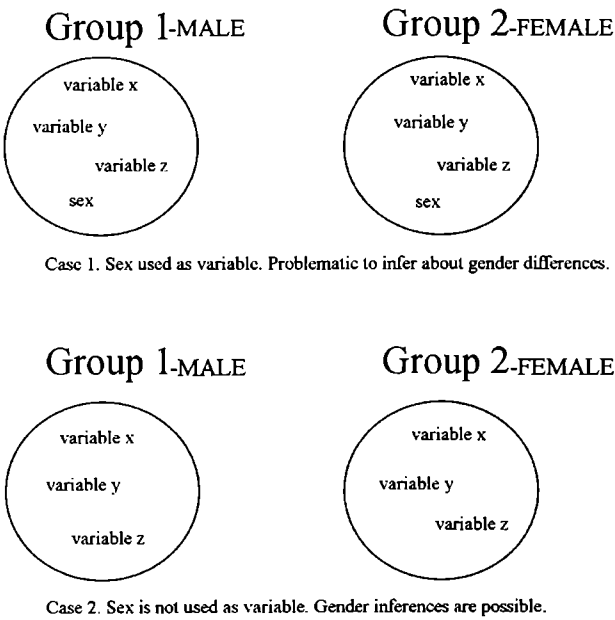 Group 1-MALE Group 2-FEMALE
variable x variable x
variable y variable y
variable z variable z
sex sex
Case 1. Sex used as variable. Problematic to infer about gender differences.
Group 1-MALE Group 2-FEMALE
variable x variable x
variable y variable y
variable z variable z
Case 2. Sex is not used as variable. Gender inferences are possible.